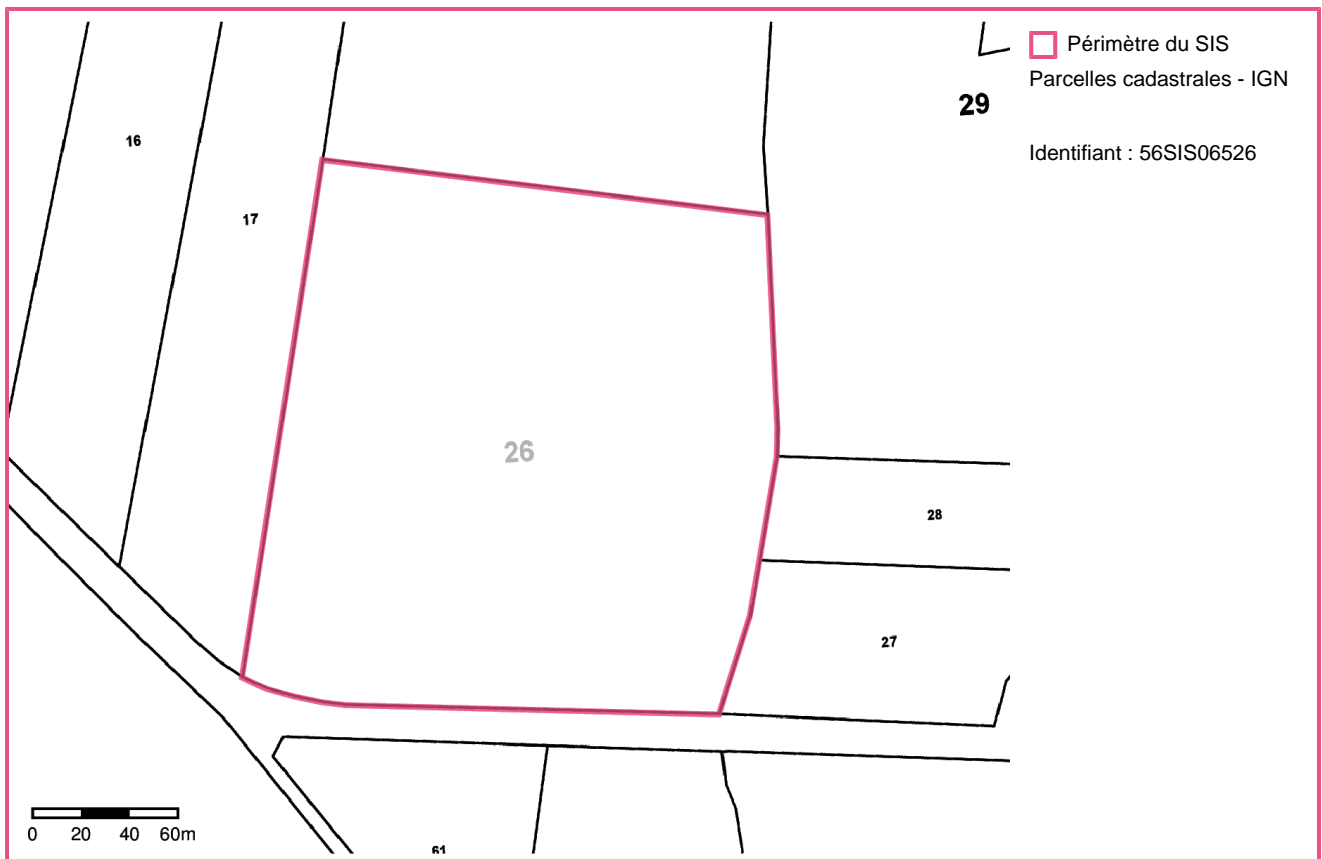 Périmètre du SIS
Parcelles cadastrales - IGN
29
Identifiant : 56SIS06526
16
17
26
28
27
0 20 40 60m
61